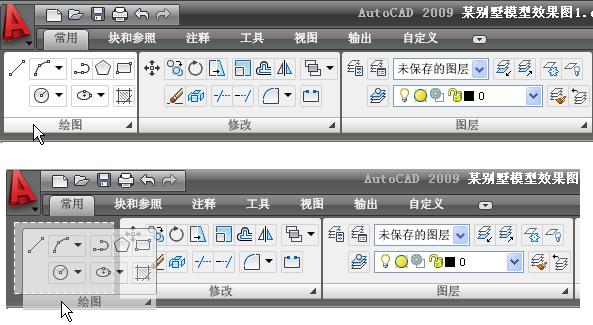 AutoCAD 2009 某别墅模型效果图1.
常用 块和参照 注释 工具 视图 输出 自定义
未保存的图层
0
绘图 修改 图层
AutoCAD 2009 某别墅模型效果图
常用 块和参照 注释 工具 视图 输出 自定义
未保存的图层
0
绘图 修改 图层